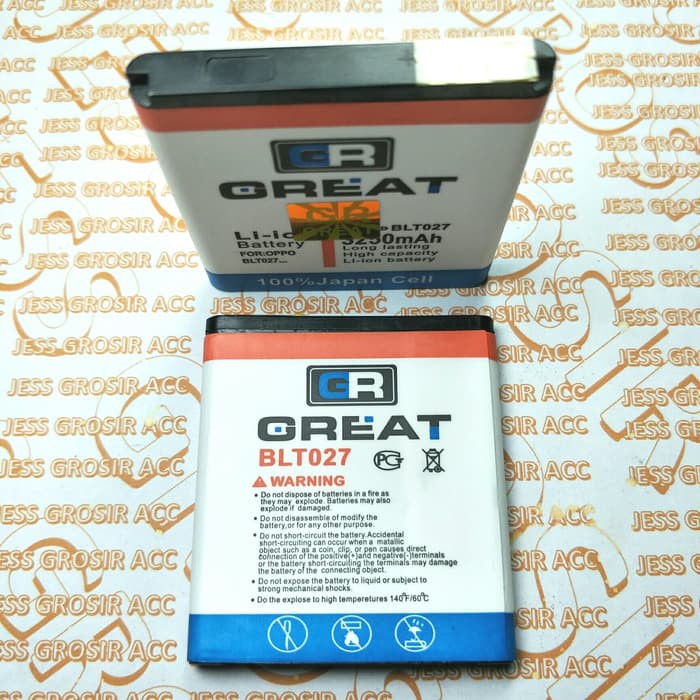 GR
GREAT
Li-ion
BLT027
Battery
3250mAh
FOR:OPPO
Long lasting
BLT027...
High capacity
Li-ion battery
100%Japan Cell
GR
GREAT
BLT027
PCT
WARNING
• Do not dispose of batteries in a fire as
they may explode. Batteries may also
explode if damaged.
• Do not disassemble of modify the
battery,or for any other purpose.
• Do not short-circuit the battery.Accidental
short-circuiting can occur when a matallic
object such as a coin, clip, or pen causes direct
connection of the positive(+)and negative(-)terminals
or the battery short circuiting the terminals may damage
the battery of the connecting object.
• Do not expose the battery to liquid or subject to
strong mechanical shocks.
• Do the explose to high temperetures 140°F/60°C
JESS GROSIR ACC